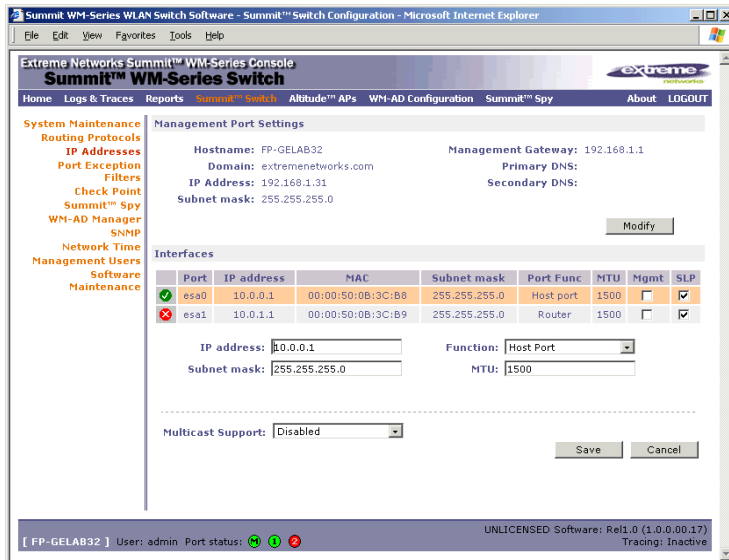 Summit WM-Series WLAN Switch Software - Summit™ Switch Configuration - Microsoft Internet Explorer
File Edit View Favorites Tools Help
Extreme Networks Summit™ WM-Series Console
Summit™ WM-Series Switch
extreme
networks
Home Logs & Traces Reports Summit™ Switch Altitude™ APs WM-AD Configuration Summit™ Spy About LOGOUT
System Maintenance
Routing Protocols
IP Addresses
Port Exception
Filters
Check Point
Summit™ Spy
WM-AD Manager
SNMP
Network Time
Management Users
Software
Maintenance
Management Port Settings
Hostname: FP-GELAB32 Management Gateway: 192.168.1.1
Domain: extremenetworks.com Primary DNS:
IP Address: 192.168.1.31 Secondary DNS:
Subnet mask: 255.255.255.0
Modify
Interfaces
Port IP address MAC Subnet mask Port Func MTU Mgmt SLP
esa0 10.0.0.1 00:00:50:0B:3C:B8 255.255.255.0 Host port 1500
esa1 10.0.1.1 00:00:50:0B:3C:B9 255.255.255.0 Router 1500
IP address: 10.0.0.1 Function: Host Port
Subnet mask: 255.255.255.0 MTU: 1500
Multicast Support: Disabled
Save Cancel
[ FP-GELAB32 ] User: admin Port status: M 1 2
UNLICENSED Software: Rel1.0 (1.0.0.00.17)
Tracing: Inactive